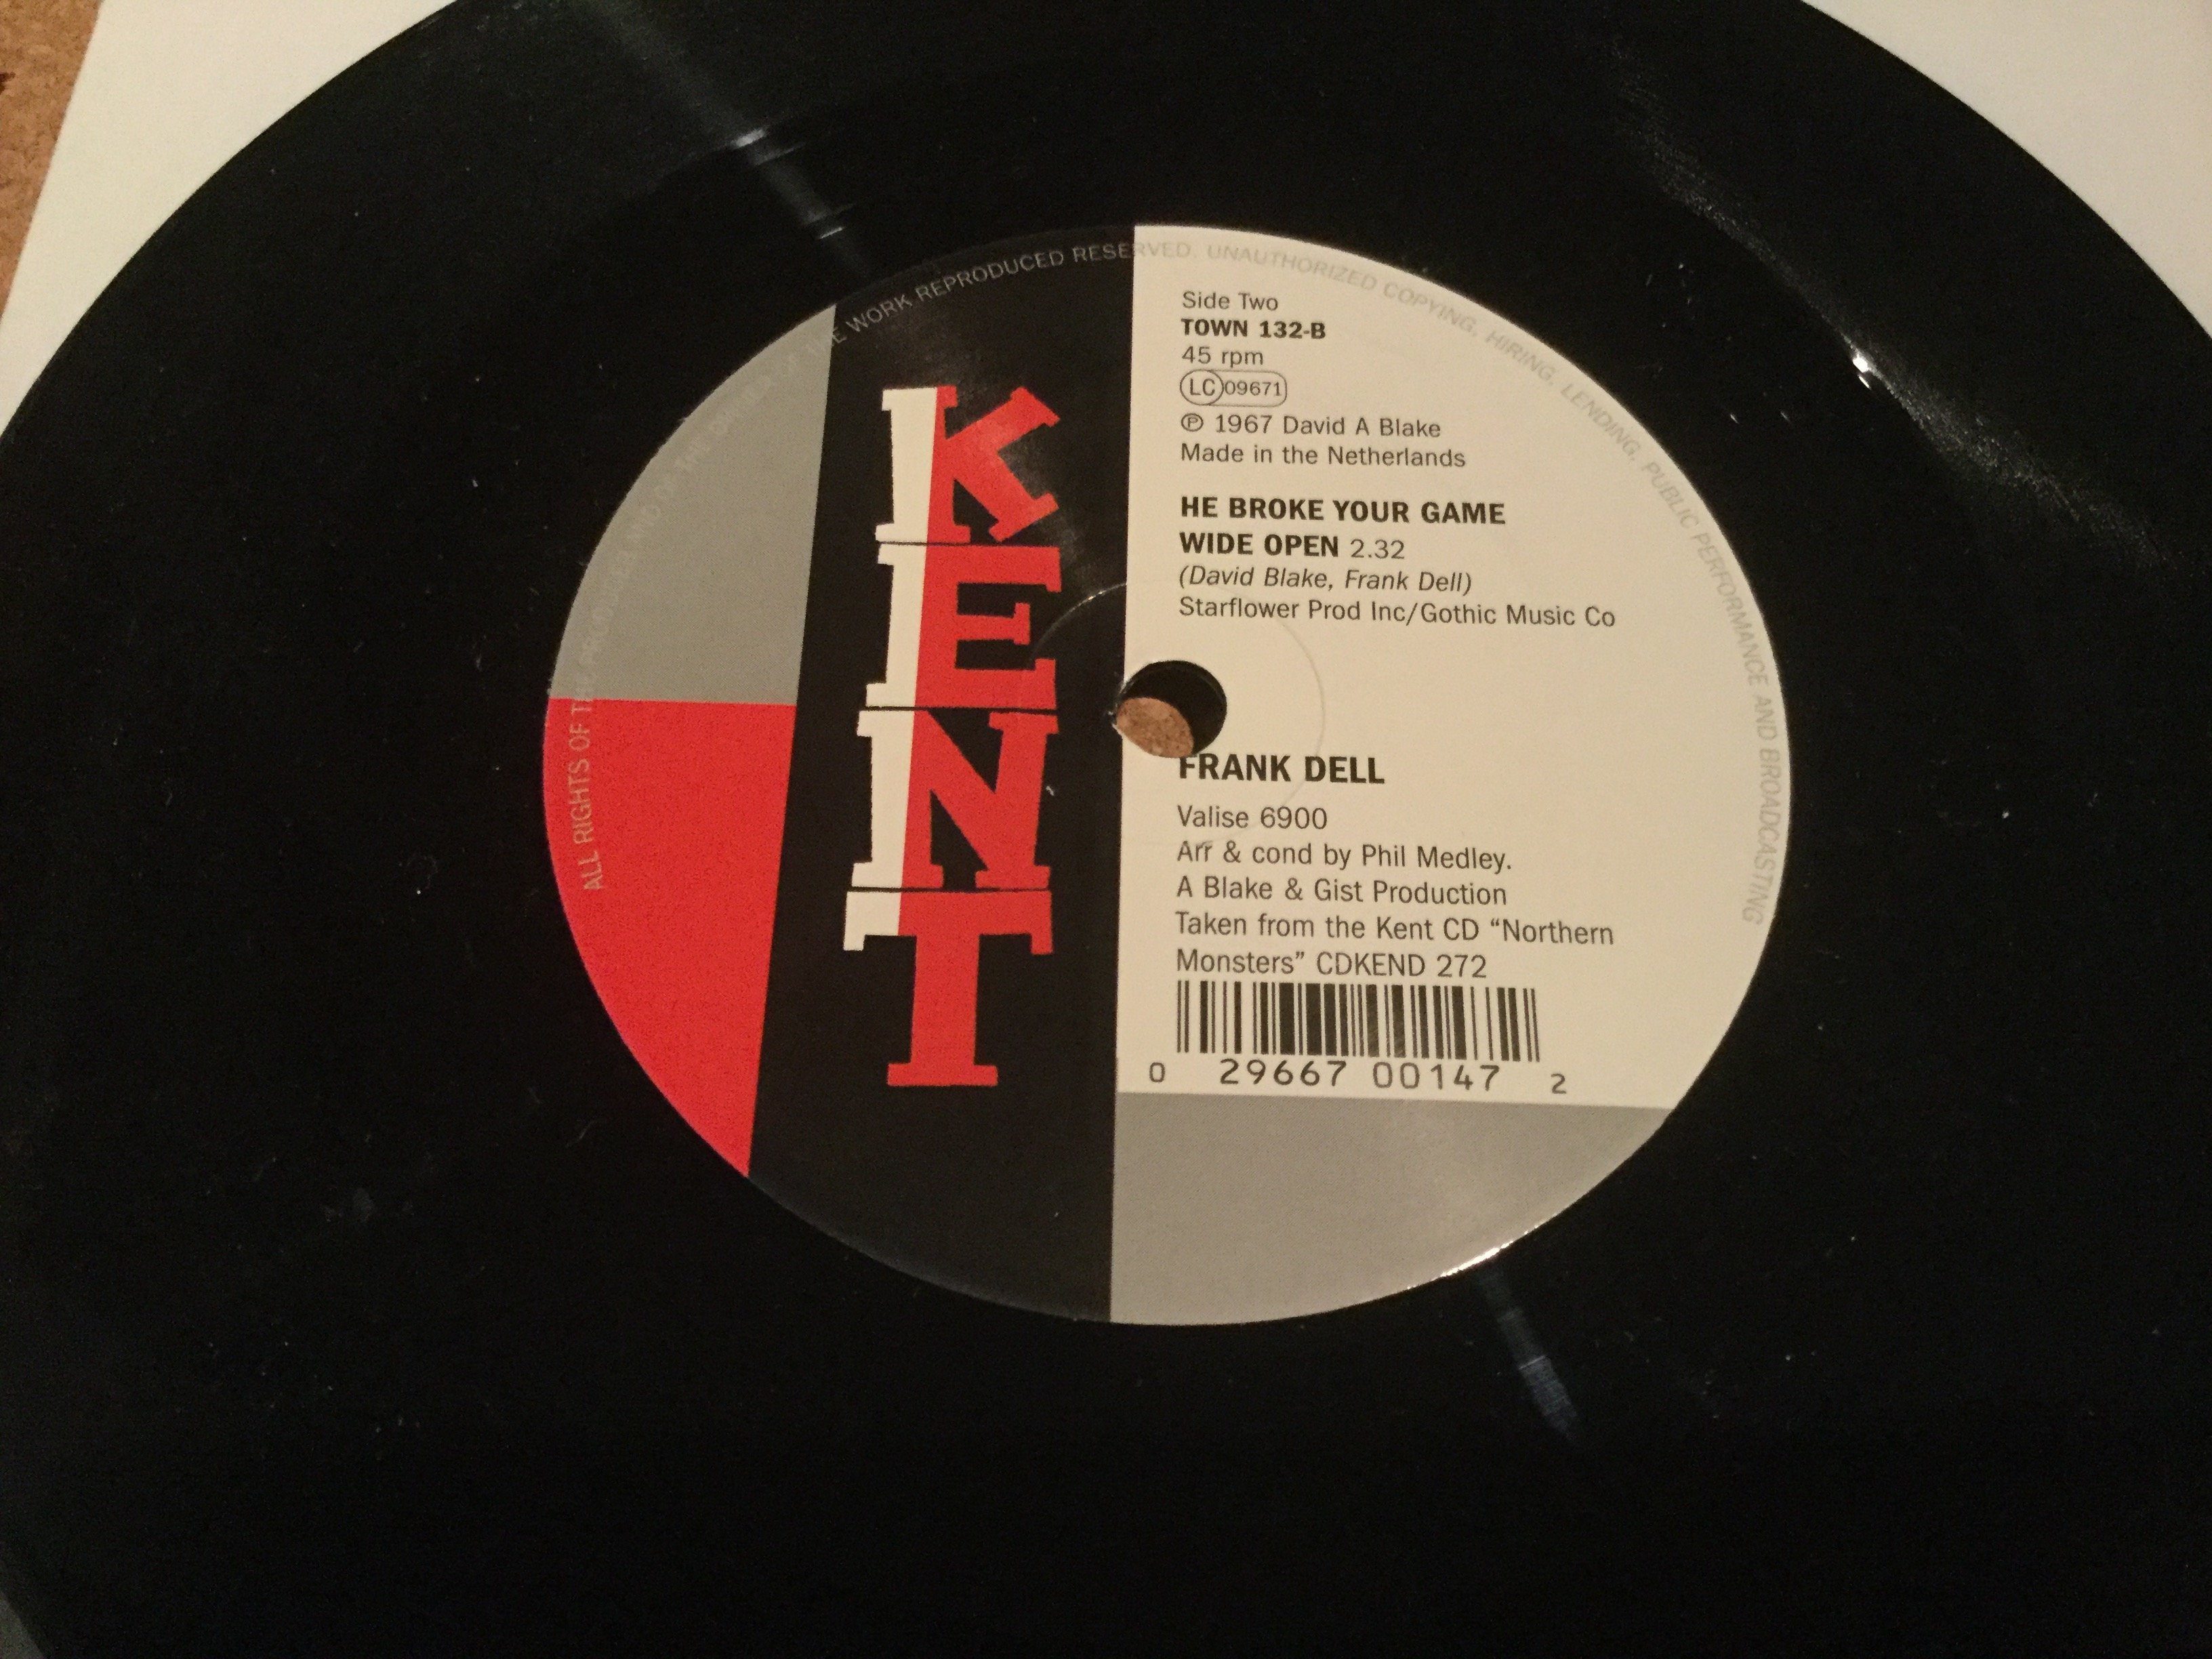 ALL RIGHTS OF THE WORK REPRODUCED RESERVED. UNAUTHORIZED COPYING, HIRING, LENDING, PUBLIC PERFORMANCE AND BROADCASTING
KENT
Side Two
TOWN 132-B
45 rpm
LC 09671
℗ 1967 David A Blake
Made in the Netherlands
HE BROKE YOUR GAME
WIDE OPEN 2.32
(David Blake, Frank Dell)
Starflower Prod Inc/Gothic Music Co
FRANK DELL
Valise 6900
Arr & cond by Phil Medley.
A Blake & Gist Production
Taken from the Kent CD “Northern
Monsters” CDKEND 272
0 29667 00147 2